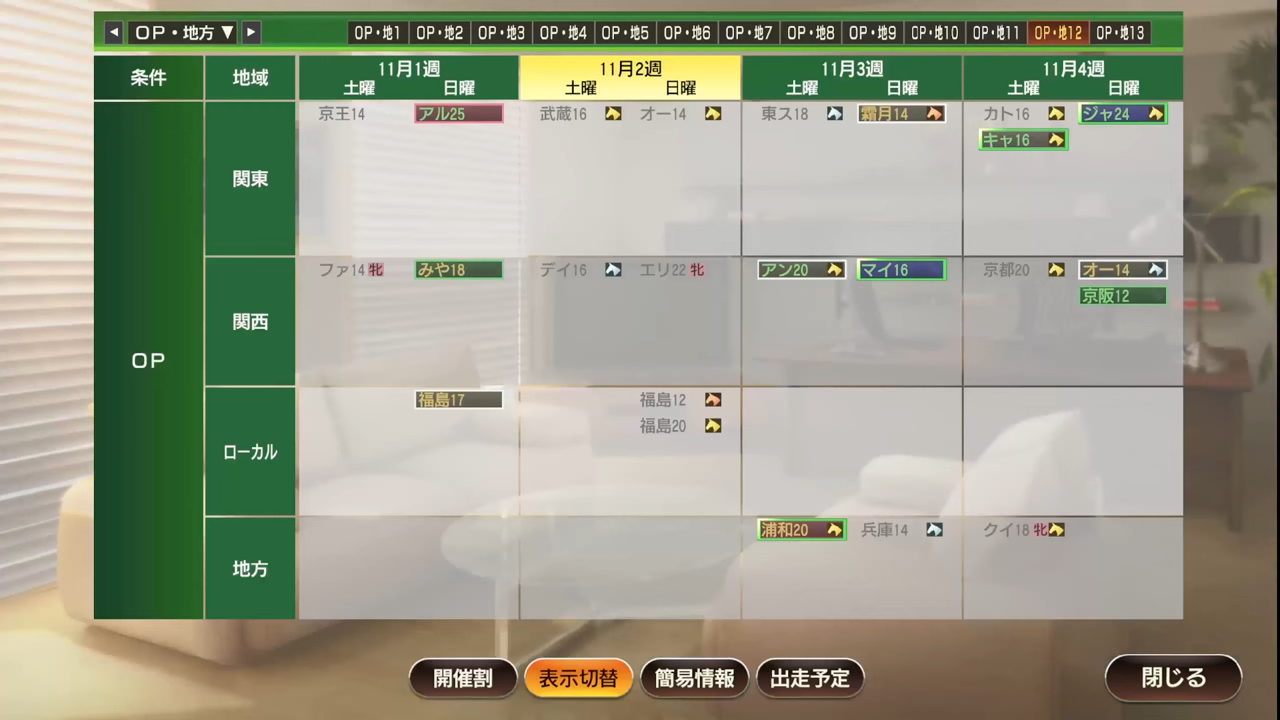 ◀ OP・地方▼ ▶ OP・地1 OP・地2 OP・地3 OP・地4 OP・地5 OP・地6 OP・地7 OP・地8 OP・地9 OP・地10 OP・地11 OP・地12 OP・地13
条件 地域 11月1週 11月2週 11月3週 11月4週
土曜 日曜 土曜 日曜 土曜 日曜 土曜 日曜
OP
関東
京王14 アル25 武蔵16 オー14 東ス18 霜月14 カト16 ジャ24
キャ16
関西
ファ14牝 みや18 デイ16 エリ22牝 アン20 マイ16 京都20 オー14
京阪12
ローカル
福島17 福島12
福島20
地方
浦和20 兵庫14 クイ18牝
開催割 表示切替 簡易情報 出走予定 閉じる